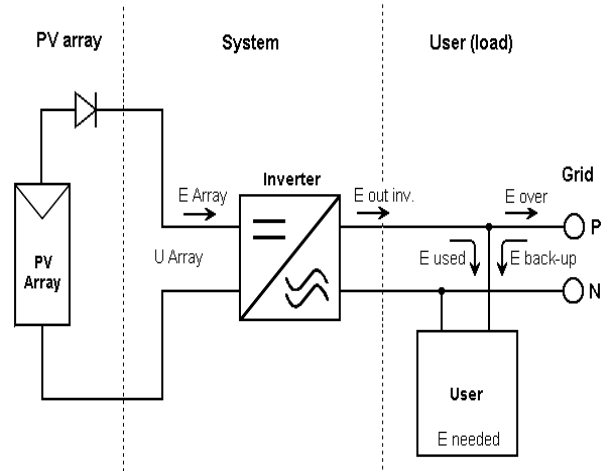 PV array
System
User (load)
E Array
Inverter
E out inv.
E over
Grid
P
PV
Array
U Array
E used
E back-up
N
User
E needed